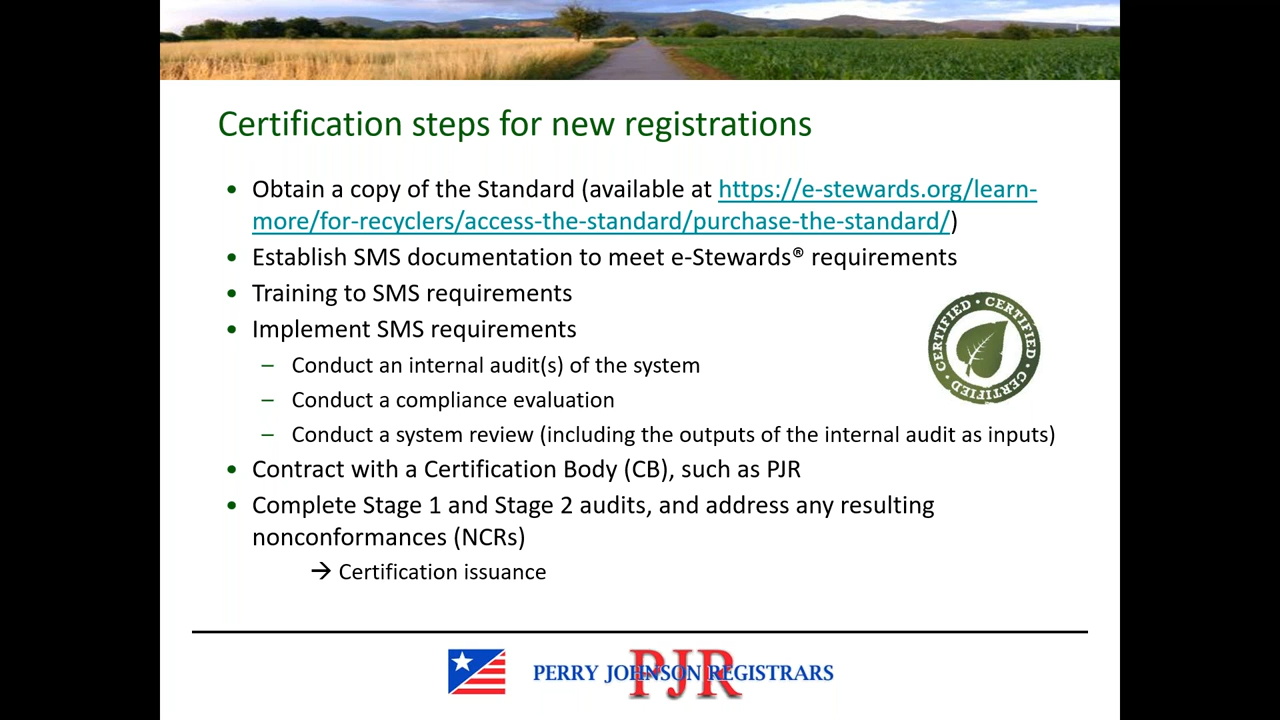 Certification steps for new registrations
• Obtain a copy of the Standard (available at https://e-stewards.org/learn-
more/for-recyclers/access-the-standard/purchase-the-standard/)
• Establish SMS documentation to meet e-Stewards® requirements
• Training to SMS requirements
• Implement SMS requirements
– Conduct an internal audit(s) of the system
– Conduct a compliance evaluation
– Conduct a system review (including the outputs of the internal audit as inputs)
CERTIFIED • CERTIFIED • CERTIFIED •
• Contract with a Certification Body (CB), such as PJR
• Complete Stage 1 and Stage 2 audits, and address any resulting
nonconformances (NCRs)
→ Certification issuance
PERRY JOHNSON REGISTRARS
PJR